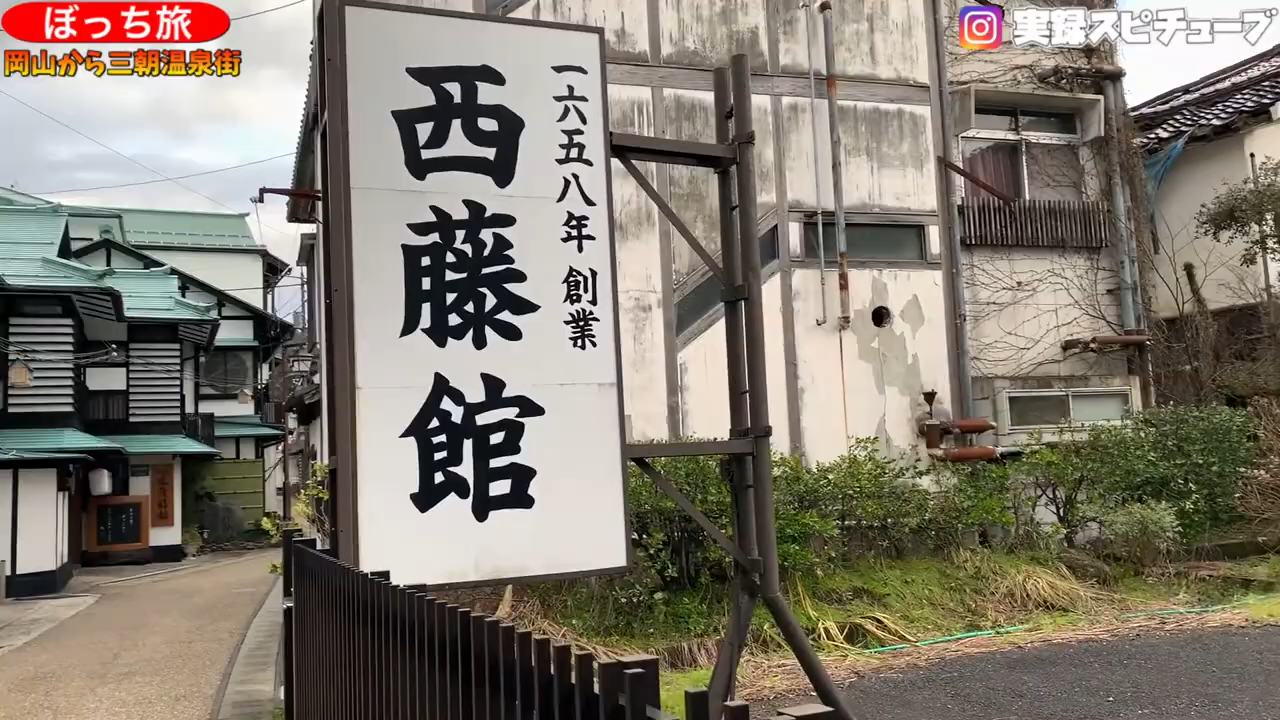 ぼっち旅
岡山から三朝温泉街
実録スピチューブ
一六五八年 創業
西藤館